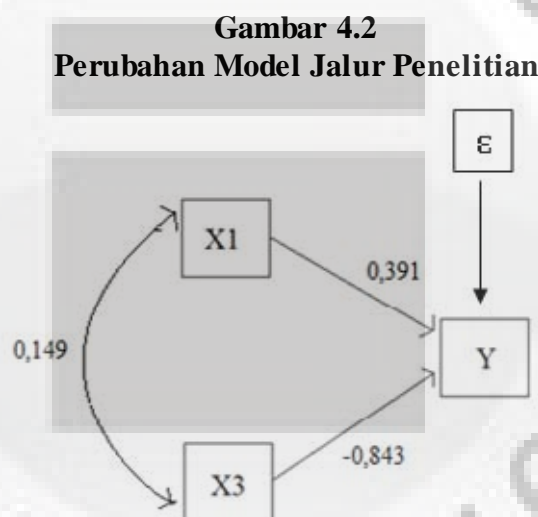 Gambar 4.2
Perubahan Model Jalur Penelitian
ε
X1
0,391
0,149
Y
-0,843
X3